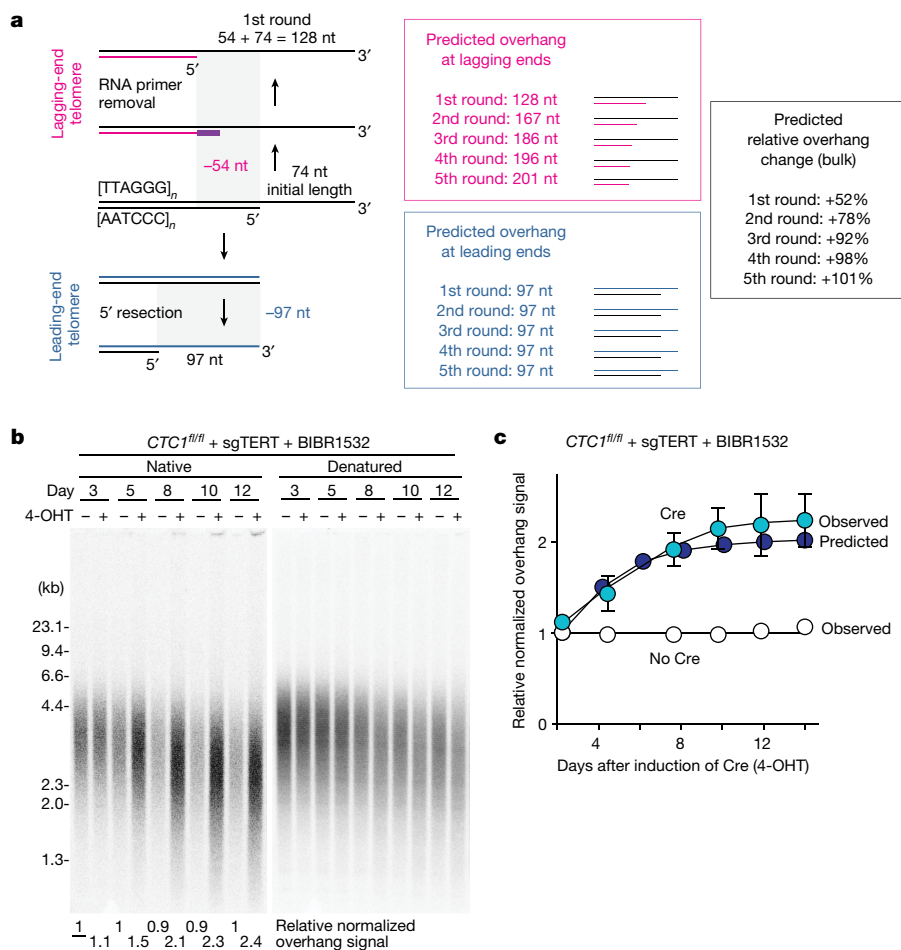 a
1st round
54 + 74 = 128 nt
3′
5′
RNA primer
removal
Lagging-end
telomere
3′
–54 nt
74 nt
initial length
[TTAGGG]n
3′
[AATCCC]n
5′
Leading-end
telomere
5′ resection
–97 nt
5′
97 nt
3′
Predicted overhang
at lagging ends
1st round: 128 nt
2nd round: 167 nt
3rd round: 186 nt
4th round: 196 nt
5th round: 201 nt
Predicted overhang
at leading ends
1st round: 97 nt
2nd round: 97 nt
3rd round: 97 nt
4th round: 97 nt
5th round: 97 nt
Predicted
relative overhang
change (bulk)
1st round: +52%
2nd round: +78%
3rd round: +92%
4th round: +98%
5th round: +101%
b
CTC1fl/fl + sgTERT + BIBR1532
Native Denatured
Day 3 5 8 10 12 3 5 8 10 12
4-OHT – + – + – + – + – + – + – + – + – + – +
(kb)
23.1-
9.4-
6.6-
4.4-
2.3-
2.0-
1.3-
1 1.1 1 1.5 0.9 2.1 0.9 2.3 1 2.4
Relative normalized
overhang signal
c
CTC1fl/fl + sgTERT + BIBR1532
Relative normalized overhang signal
2
1
0
Cre
Observed
Predicted
Observed
No Cre
4 8 12
Days after induction of Cre (4-OHT)